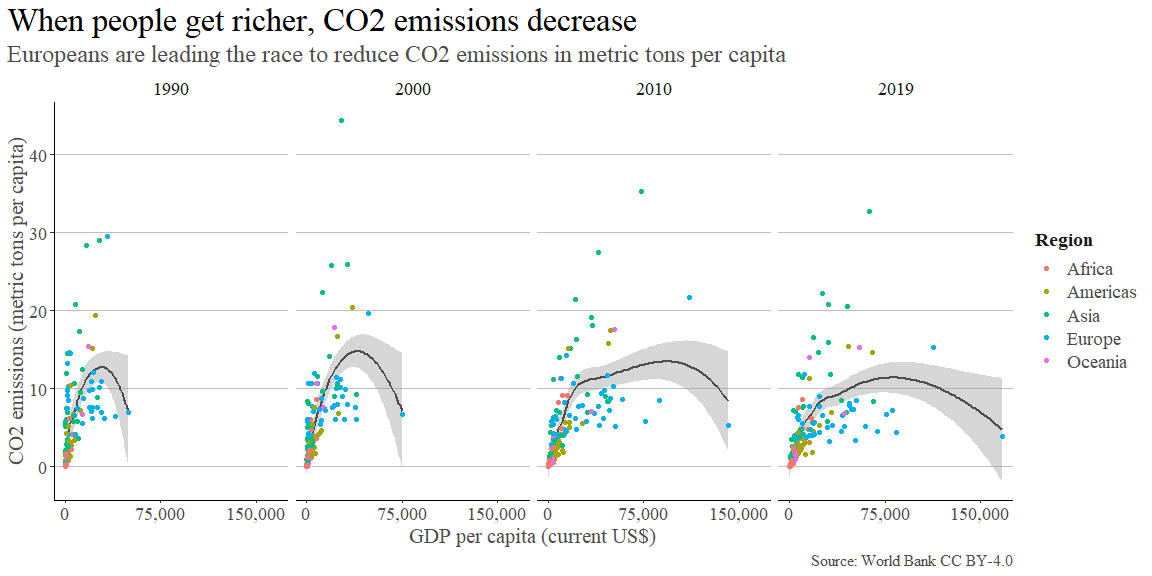 When people get richer, CO2 emissions decrease
Europeans are leading the race to reduce CO2 emissions in metric tons per capita
1990 2000 2010 2019
CO2 emissions (metric tons per capita)
40
30
20
10
0
Region
Africa
Americas
Asia
Europe
Oceania
0 75,000 150,000 0 75,000 150,000 0 75,000 150,000 0 75,000 150,000
GDP per capita (current US$)
Source: World Bank CC BY-4.0